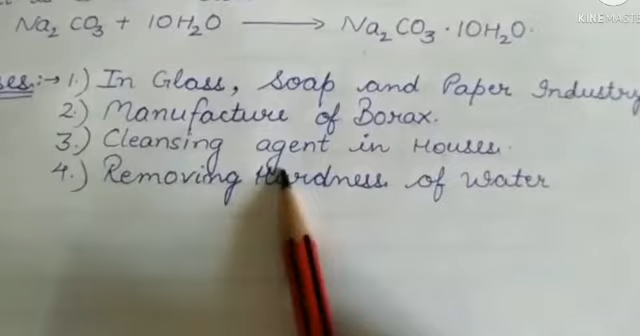 Na₂CO₃ + 10H₂O ⟶ Na₂CO₃·10H₂O.
KINEMASTE
:→ 1.) In Glass, Soap and Paper Industry
2.) Manufacture of Borax.
3.) Cleansing agent in Houses.
4.) Removing Hardness of Water